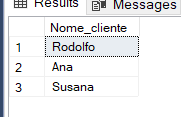 Results Messages
Nome_cliente
1 Rodolfo
2 Ana
3 Susana